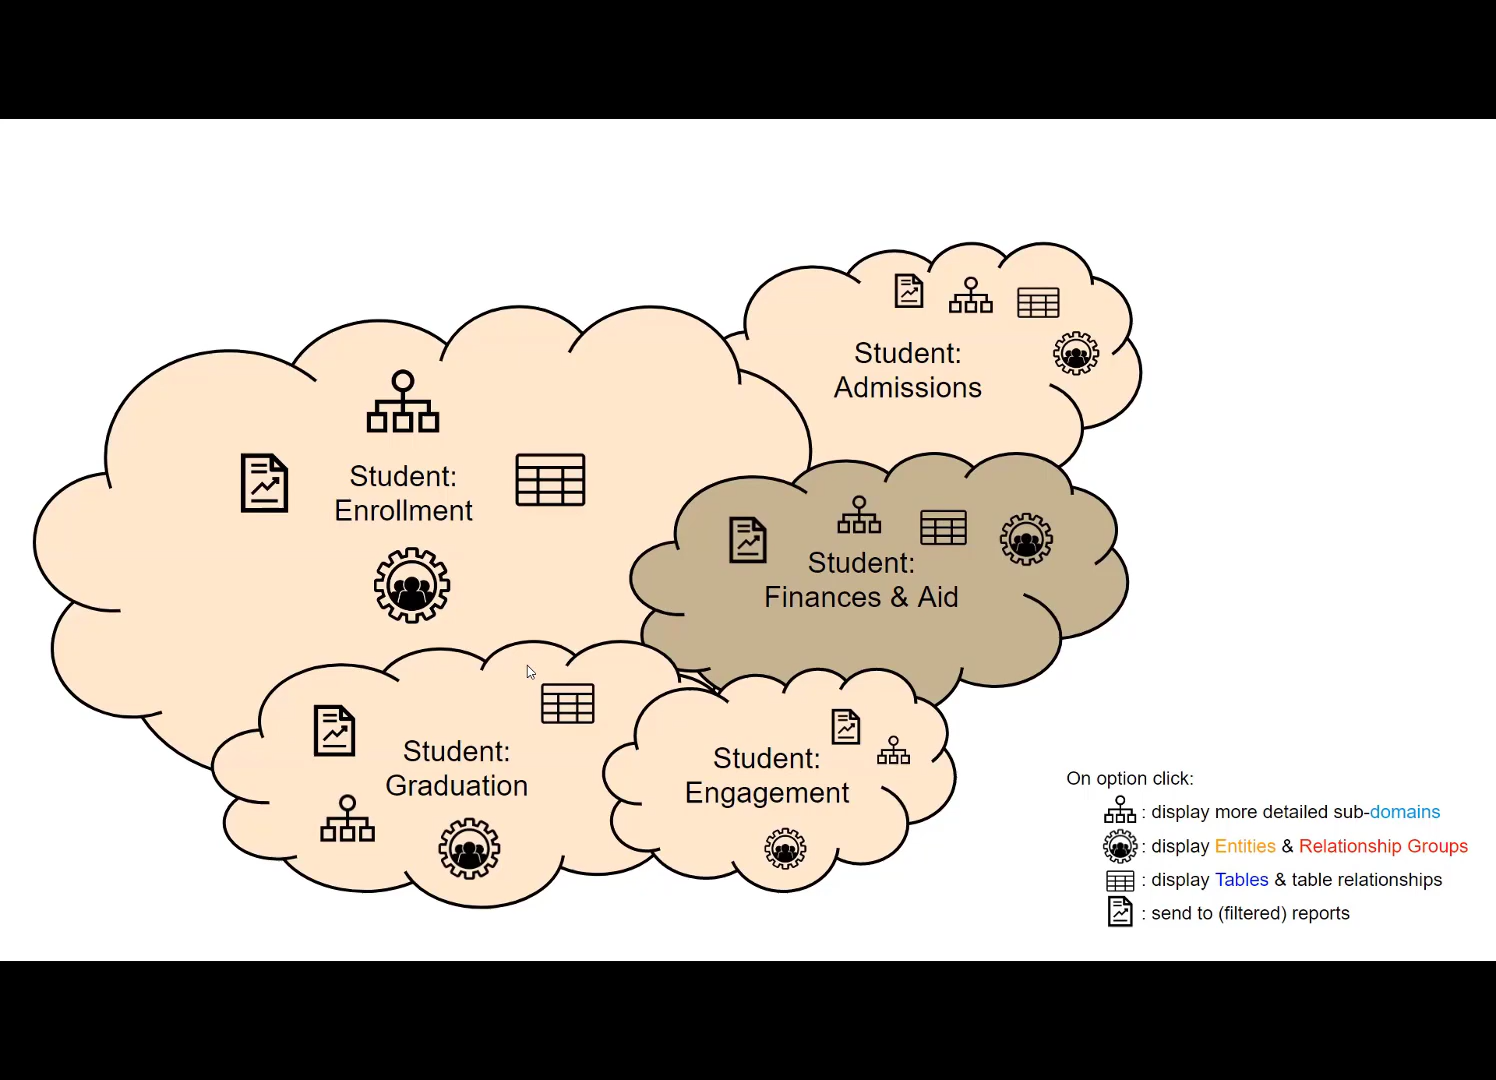 Student:
Admissions
Student:
Enrollment
Student:
Finances & Aid
Student:
Graduation
Student:
Engagement
On option click:
: display more detailed sub-domains
: display Entities & Relationship Groups
: display Tables & table relationships
: send to (filtered) reports